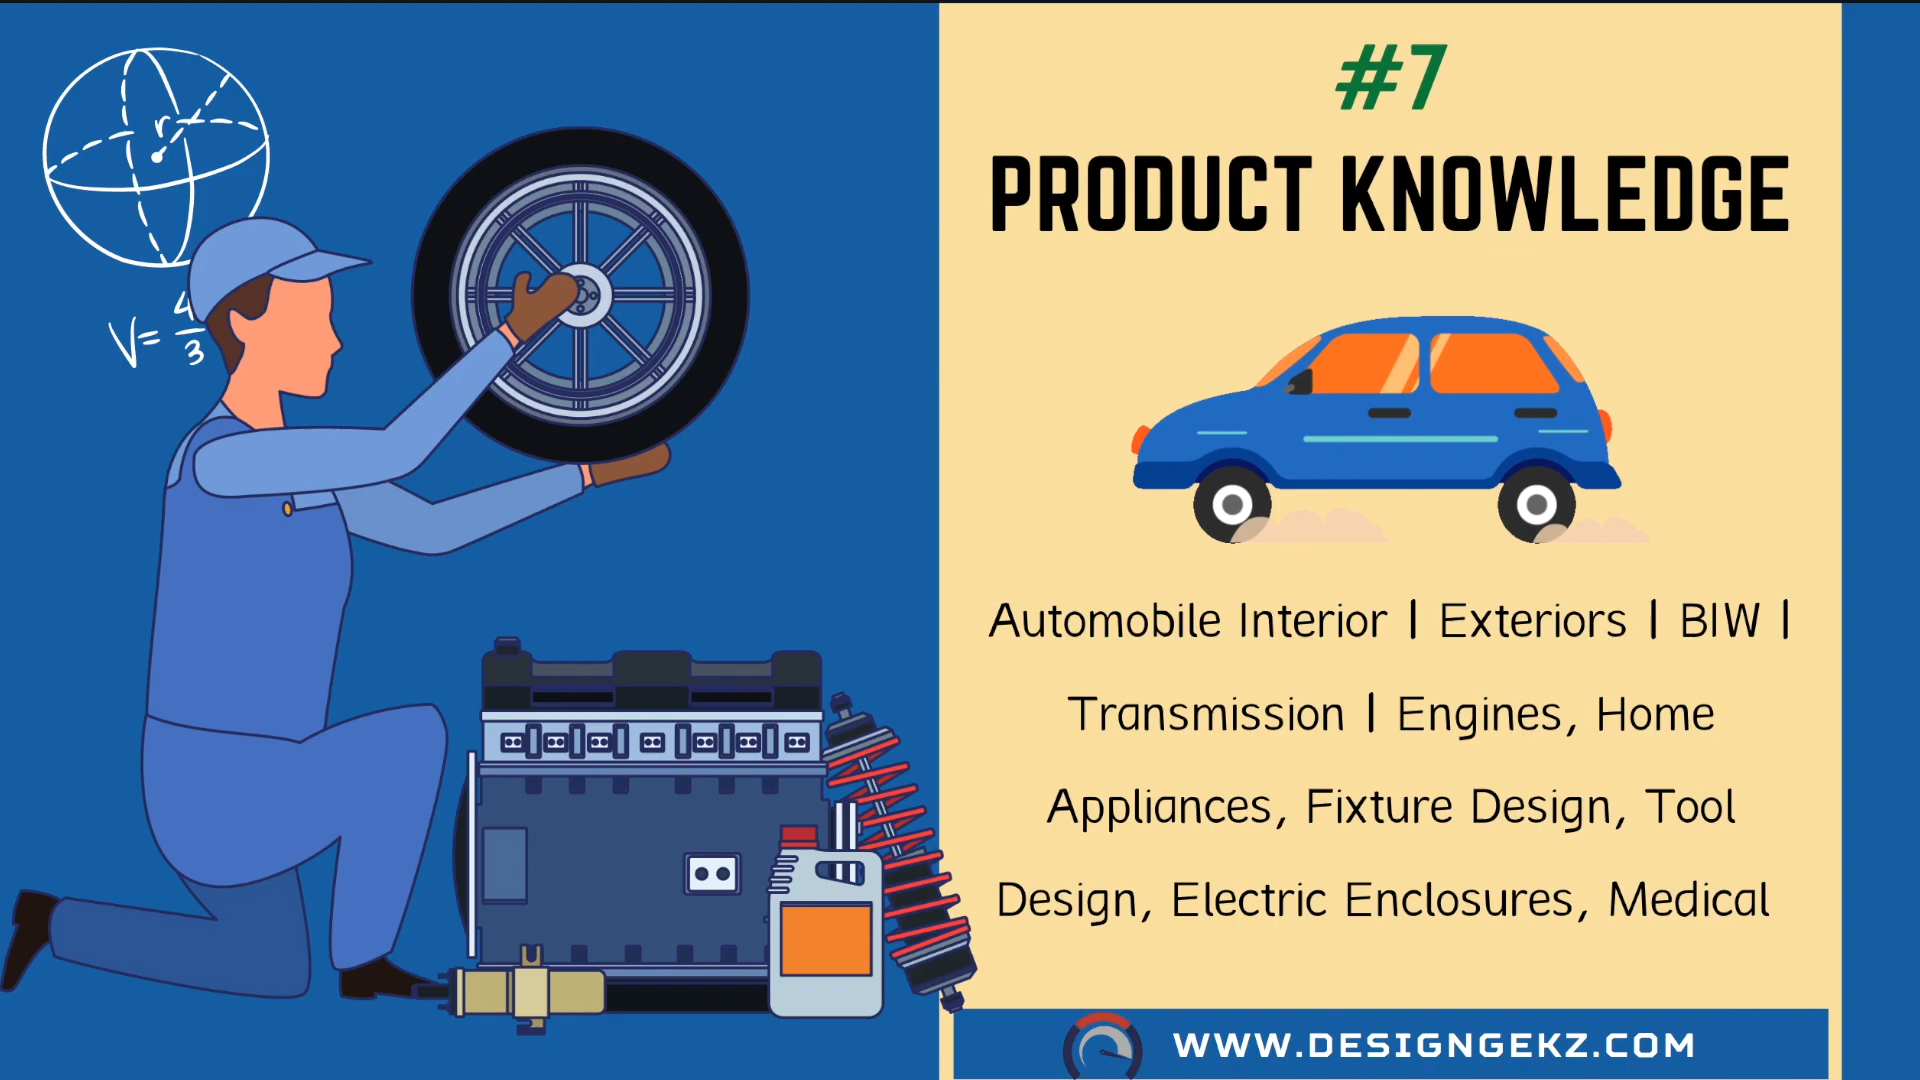 r
V= 4
3
#7
PRODUCT KNOWLEDGE
Automobile Interior | Exteriors | BIW |
Transmission | Engines, Home
Appliances, Fixture Design, Tool
Design, Electric Enclosures, Medical
WWW.DESIGNGEKZ.COM